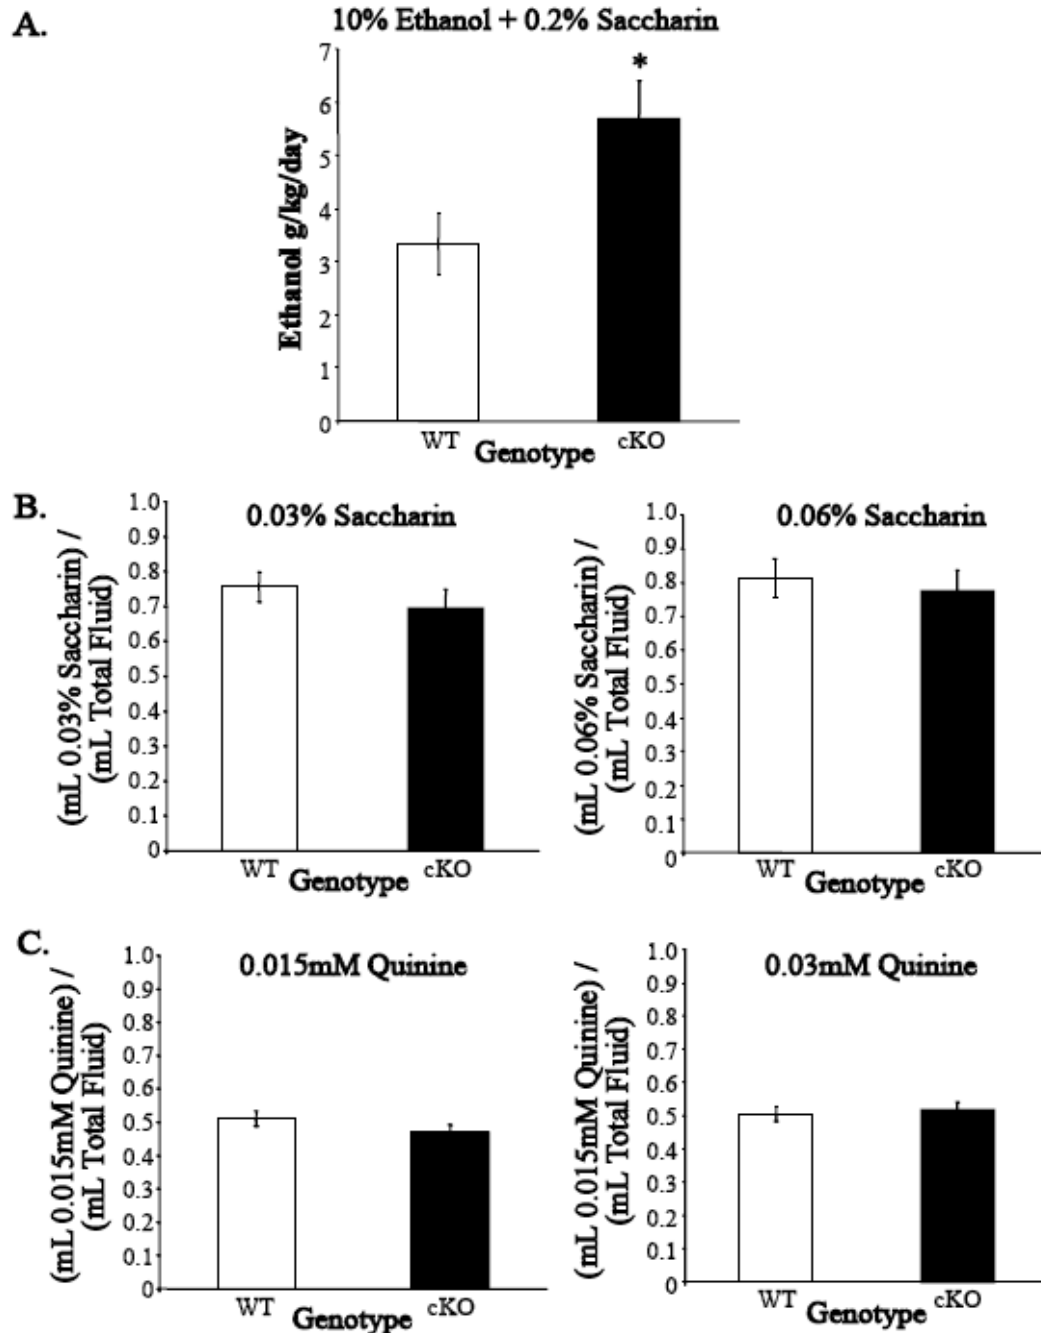 A.
10% Ethanol + 0.2% Saccharin
Ethanol g/kg/day
7
6
5
4
3
2
1
0
*
WT
cKO
Genotype
B.
0.03% Saccharin
(mL 0.03% Saccharin) /
(mL Total Fluid)
1.0
0.9
0.8
0.7
0.6
0.5
0.4
0.3
0.2
0.1
0
WT
cKO
Genotype
0.06% Saccharin
(mL 0.06% Saccharin) /
(mL Total Fluid)
1.0
0.9
0.8
0.7
0.6
0.5
0.4
0.3
0.2
0.1
0
WT
cKO
Genotype
C.
0.015mM Quinine
(mL 0.015mM Quinine) /
(mL Total Fluid)
1.0
0.9
0.8
0.7
0.6
0.5
0.4
0.3
0.2
0.1
0
WT
cKO
Genotype
0.03mM Quinine
(mL 0.015mM Quinine) /
(mL Total Fluid)
1.0
0.9
0.8
0.7
0.6
0.5
0.4
0.3
0.2
0.1
0
WT
cKO
Genotype